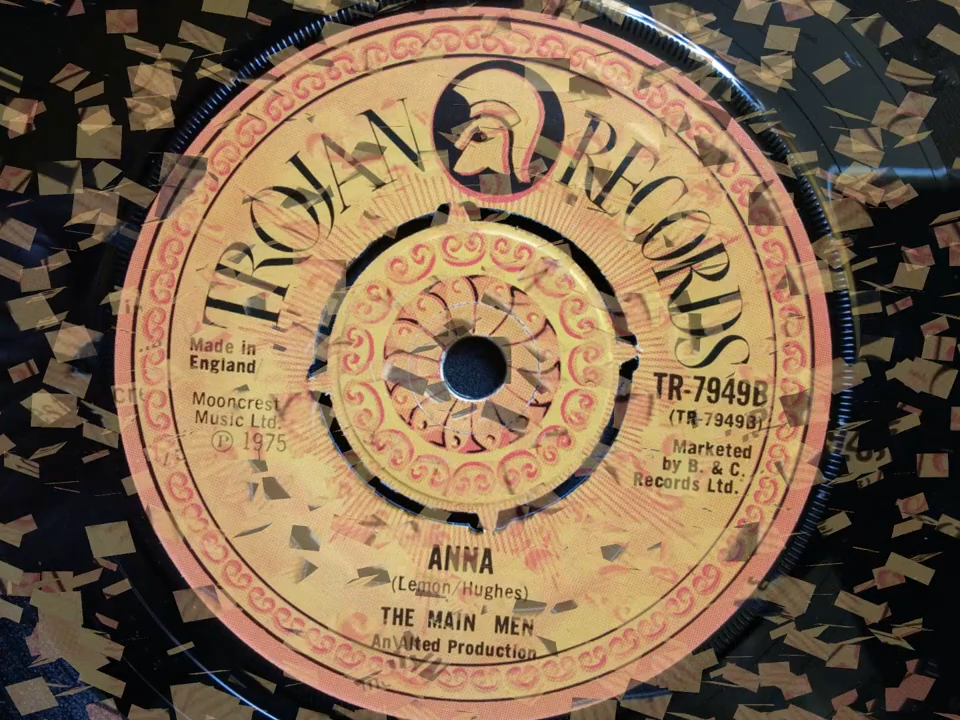 TROJAN RECORDS
Made in
England
Mooncrest
Music Ltd.
Ⓟ 1975
TR-7949B
(TR-7949B)
Marketed
by B. & C.
Records Ltd.
ANNA
(Lemon/Hughes)
THE MAIN MEN
An Alted Production